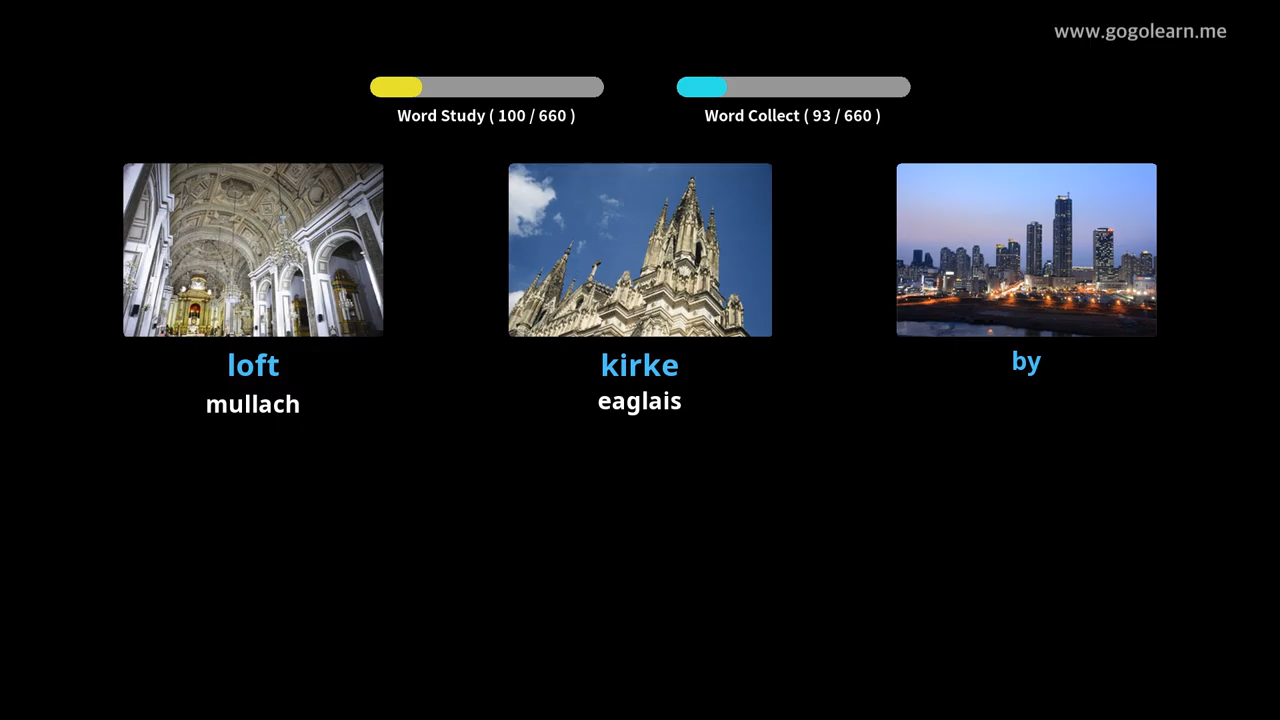 www.gogolearn.me
Word Study ( 100 / 660 )
Word Collect ( 93 / 660 )
loft
mullach
kirke
eaglais
by